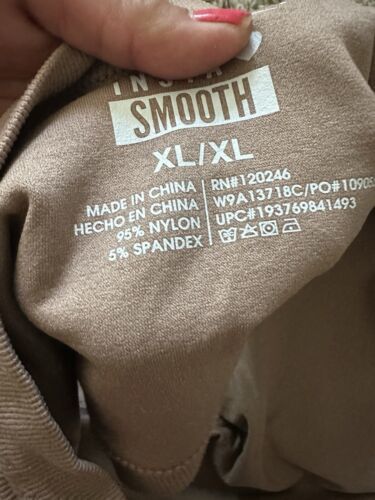 SMOOTH
XL/XL
MADE IN CHINA
HECHO EN CHINA
95% NYLON
5% SPANDEX
RN#120246
W9A13718C/PO#10905
UPC#193769841493